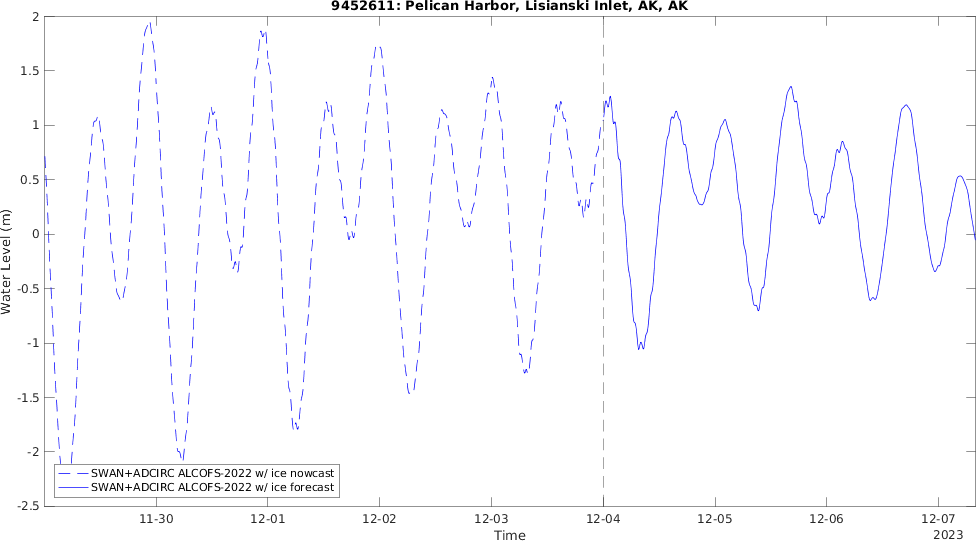 9452611: Pelican Harbor, Lisianski Inlet, AK, AK
2
1.5
1
0.5
0
-0.5
-1
-1.5
-2
-2.5
Water Level (m)
SWAN+ADCIRC ALCOFS-2022 w/ ice nowcast
SWAN+ADCIRC ALCOFS-2022 w/ ice forecast
11-30 12-01 12-02 12-03 12-04 12-05 12-06 12-07
Time
2023